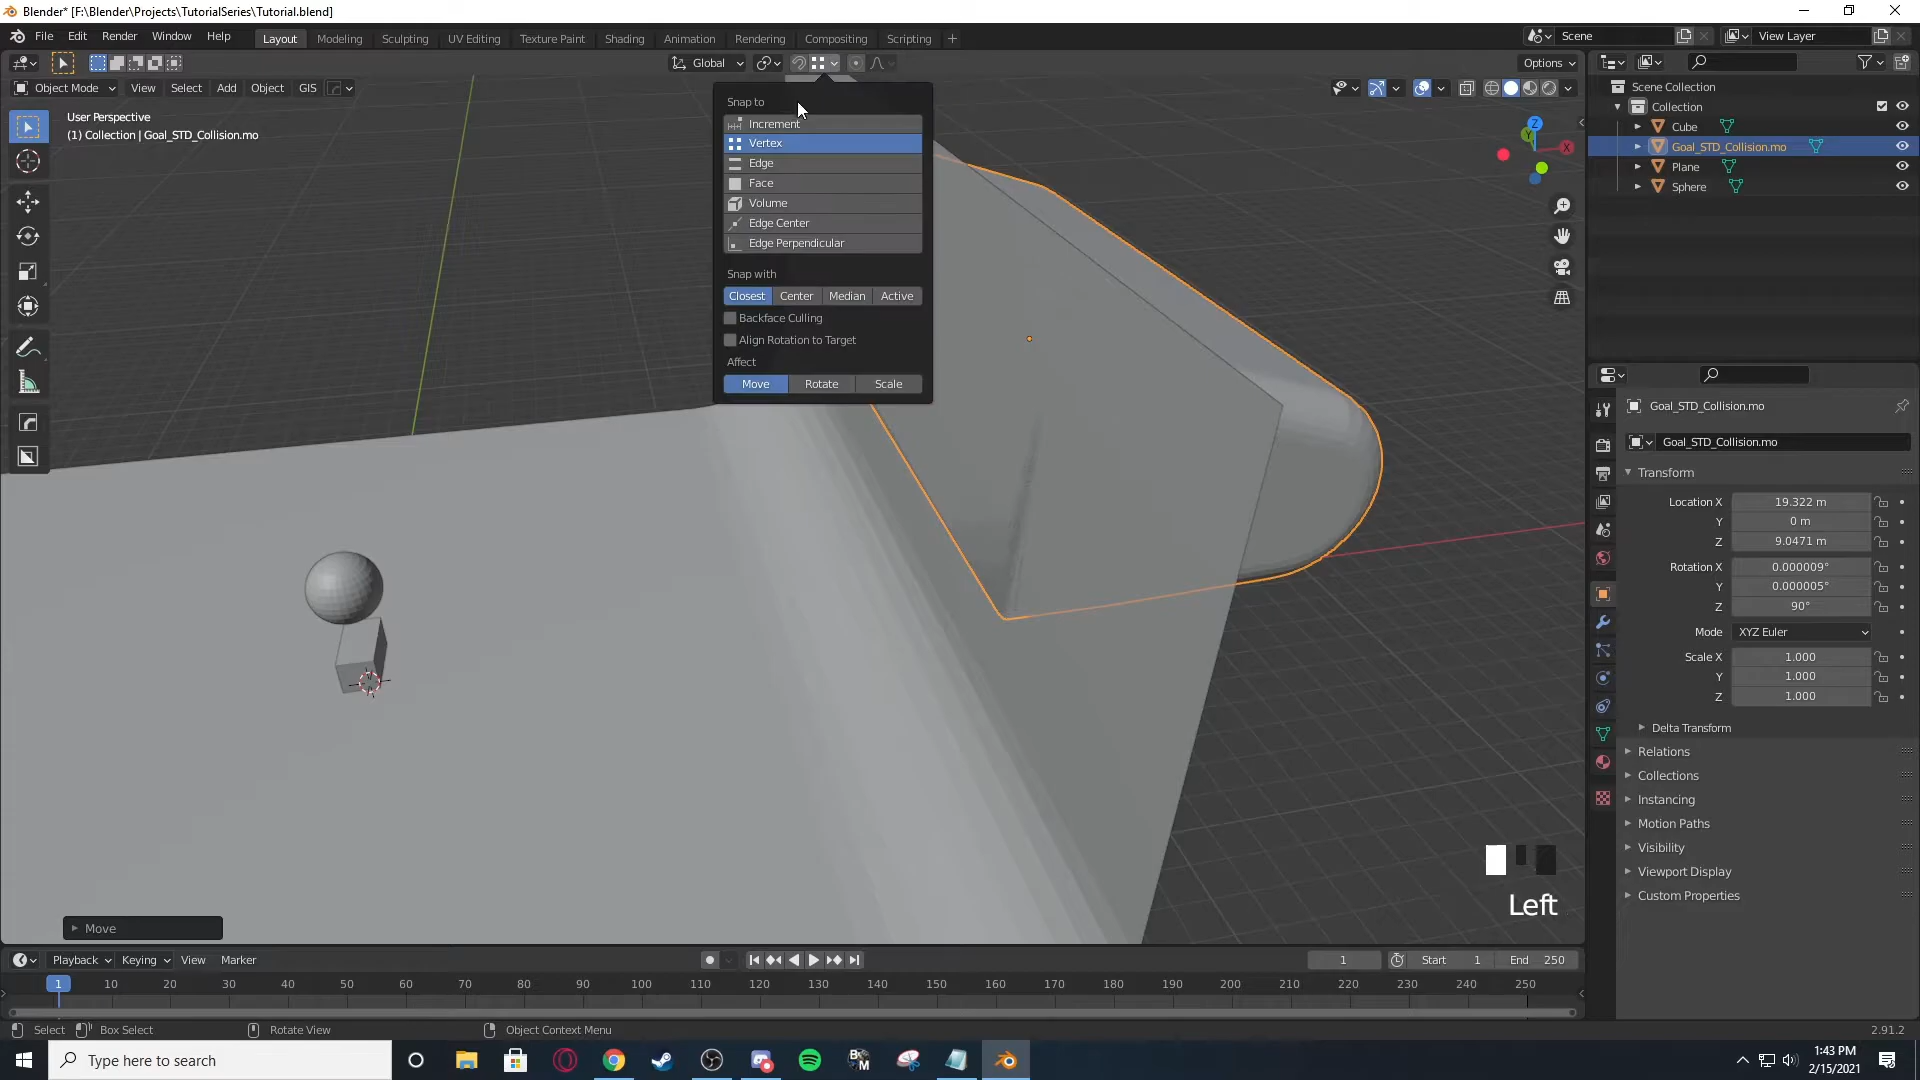 Blender* [F:\Blender\Projects\TutorialSeries\Tutorial.blend]
File Edit Render Window Help Layout Modeling Sculpting UV Editing Texture Paint Shading Animation Rendering Compositing Scripting + Scene View Layer
Global Options
Object Mode View Select Add Object GIS
User Perspective
(1) Collection | Goal_STD_Collision.mo
Snap to
Increment
Vertex
Edge
Face
Volume
Edge Center
Edge Perpendicular
Snap with
Closest Center Median Active
Backface Culling
Align Rotation to Target
Affect
Move Rotate Scale
Z
Y
X
Scene Collection
Collection
Cube
Goal_STD_Collision.mo
Plane
Sphere
Goal_STD_Collision.mo
Goal_STD_Collision.mo
Transform
Location X 19.322 m
Y 0 m
Z 9.0471 m
Rotation X 0.000009°
Y 0.000005°
Z 90°
Mode XYZ Euler
Scale X 1.000
Y 1.000
Z 1.000
Delta Transform
Relations
Collections
Instancing
Motion Paths
Visibility
Viewport Display
Custom Properties
Left
Move
Playback Keying View Marker 1 Start 1 End 250
1 10 20 30 40 50 60 70 80 90 100 110 120 130 140 150 160 170 180 190 200 210 220 230 240 250
Select Box Select Rotate View Object Context Menu 2.91.2
Type here to search
1:43 PM
2/15/2021